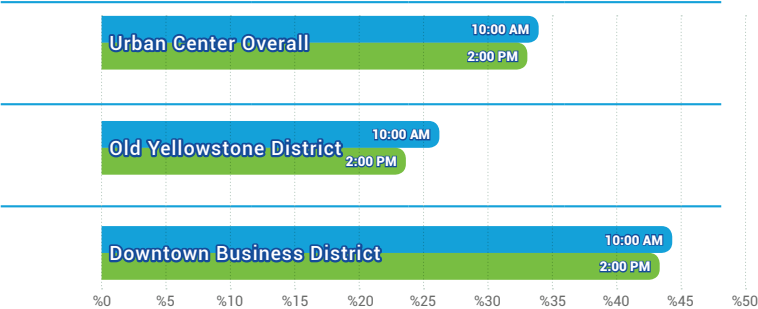 10:00 AM
Urban Center Overall
2:00 PM
10:00 AM
Old Yellowstone District
2:00 PM
10:00 AM
Downtown Business District
2:00 PM
%0 %5 %10 %15 %20 %25 %30 %35 %40 %45 %50